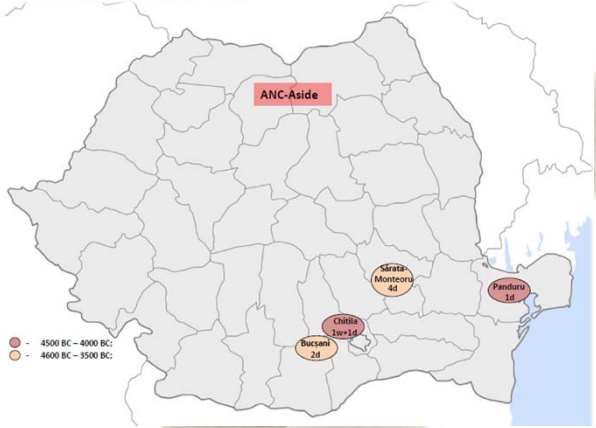 ANC-Aside
Sărata
Monteoru
4d
Panduru
1d
Chitila
1w+1d
Bucșani
2d
- 4500 BC – 4000 BC;
- 4600 BC – 3500 BC;